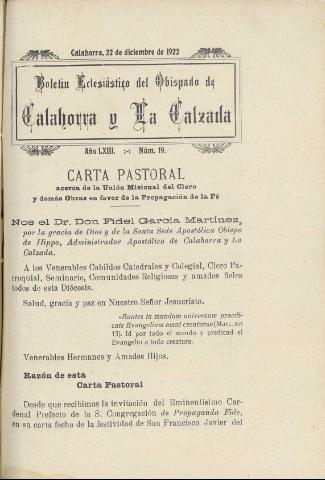 Calahorra, 22 de diciembre de 1922
Boletín Eclesiástico del Obispado de
Calahorra y La Calzada
Año LXIII. :-: Núm. 19.
CARTA PASTORAL
acerca de la Unión Misional del Clero
y demás Obras en favor de la Propagación de la Fé
Nos el Dr. Don Fidel García Martínez,
por la gracia de Dios y de la Santa Sede Apostólica Obispo
de Hippo, Administrador Apostólico de Calahorra y La
Calzada.
A los Venerables Cabildos Catedrales y Colegial, Clero Pa-
rroquial, Seminario, Comunidades Religiosas y amados fieles
todos de esta Diócesis.
Salud, gracia y paz en Nuestro Señor Jesucristo.
«Euntes in mundum universum praedi-
cate Evangelium omni creaturae (Marc. XVI
15). Id por todo el mundo y predicad el
Evangelio a toda creatura.
Venerables Hermanos y Amados Hijos.
Razón de esta
Carta Pastoral
Desde que recibimos la invitación del Eminentísimo Car-
denal Prefecto de la S. Congregación de Propaganda Fide,
en su carta fecha de la festividad de San Francisco Javier del